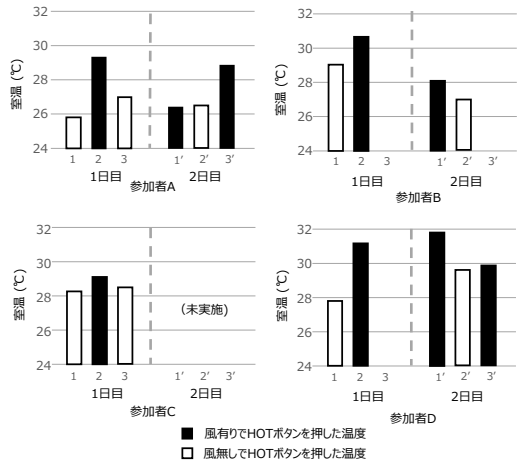 32
30
28
26
24
室温 (℃)
1 2 3 1' 2' 3'
1日目 2日目
参加者A
32
30
28
26
24
室温 (℃)
1 2 3 1' 2' 3'
1日目 2日目
参加者B
32
30
28
26
24
室温 (℃)
(未実施)
1 2 3 1' 2' 3'
1日目 2日目
参加者C
32
30
28
26
24
室温 (℃)
1 2 3 1' 2' 3'
1日目 2日目
参加者D
風有りでHOTボタンを押した温度
風無しでHOTボタンを押した温度